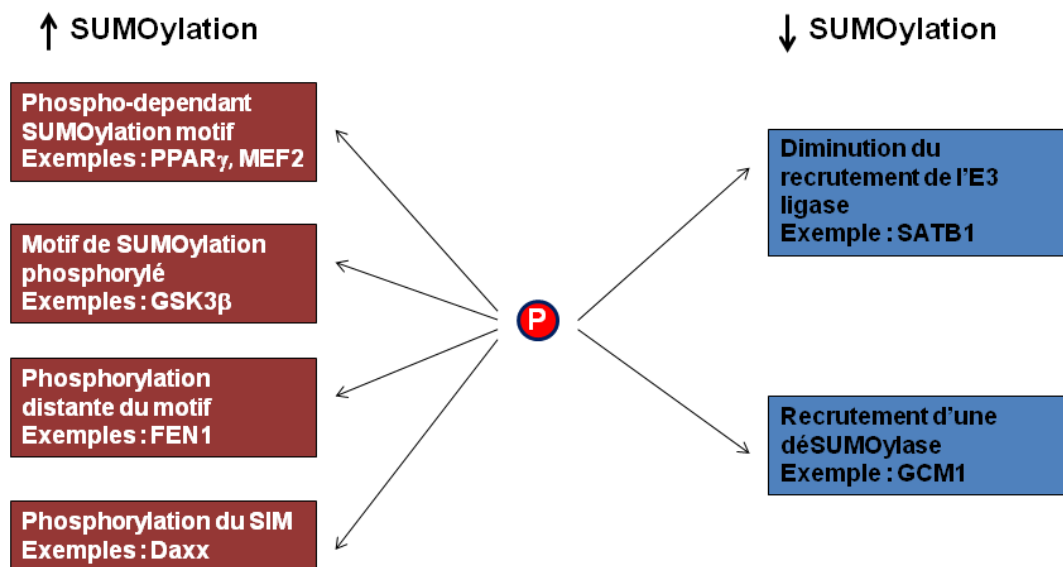 ↑ SUMOylation
Phospho-dependant
SUMOylation motif
Exemples : PPARγ, MEF2
Motif de SUMOylation
phosphorylé
Exemples : GSK3β
Phosphorylation
distante du motif
Exemples : FEN1
Phosphorylation du SIM
Exemples : Daxx
P
↓ SUMOylation
Diminution du
recrutement de l'E3
ligase
Exemple : SATB1
Recrutement d'une
déSUMOylase
Exemple : GCM1